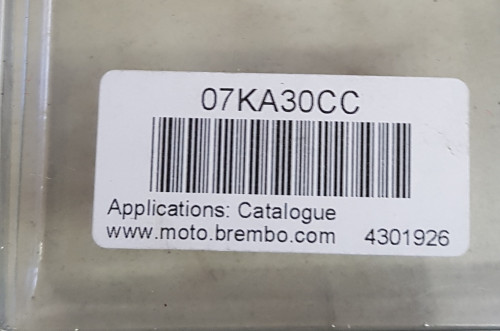 07KA30CC
Applications: Catalogue
www.moto.brembo.com 4301926